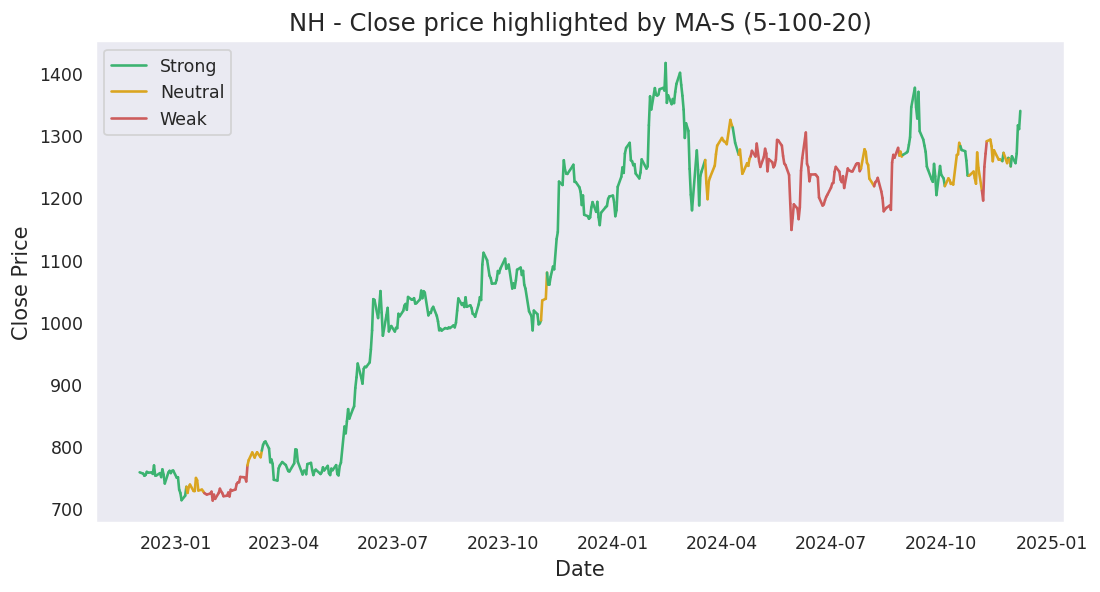 NH - Close price highlighted by MA-S (5-100-20)
Strong
Neutral
Weak
1400
1300
1200
1100
1000
900
800
700
Close Price
2023-01 2023-04 2023-07 2023-10 2024-01 2024-04 2024-07 2024-10 2025-01
Date